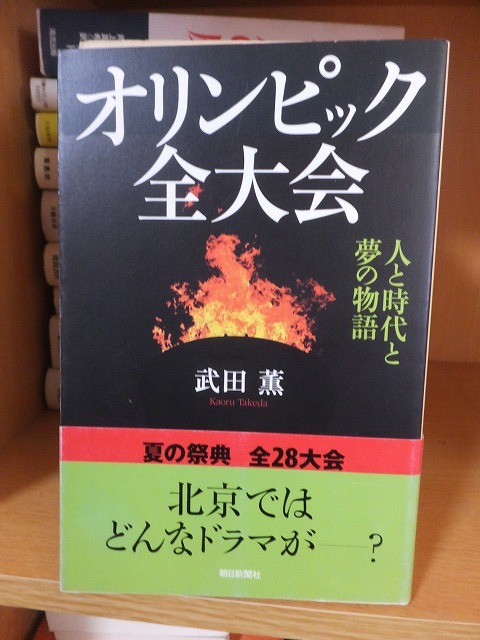 オリンピック
全大会
人と時代と
夢の物語
武田 薫
Kaoru Takeda
夏の祭典 全28大会
北京では
どんなドラマが──?
朝日新聞社